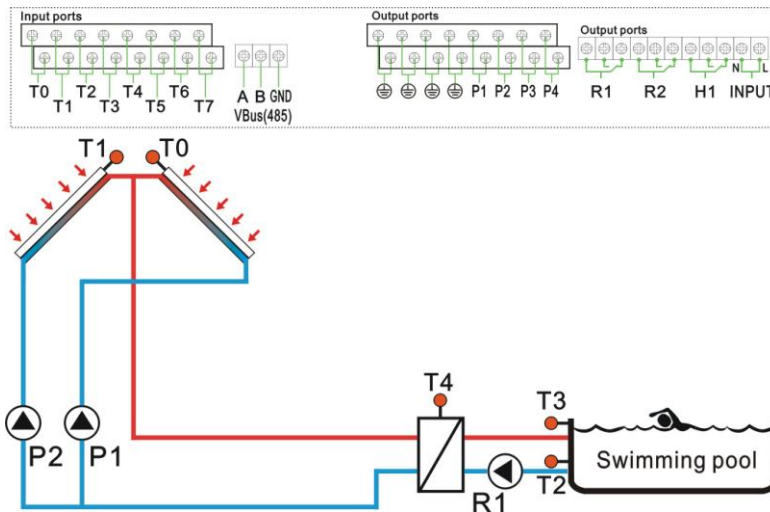 Input ports
T0 T1 T2 T3 T4 T5 T6 T7
A B GND
VBus(485)
Output ports
P1 P2 P3 P4
Output ports
R1 R2 H1 INPUT
N L
T1 T0
P2 P1
T4
T3
T2
R1
Swimming pool